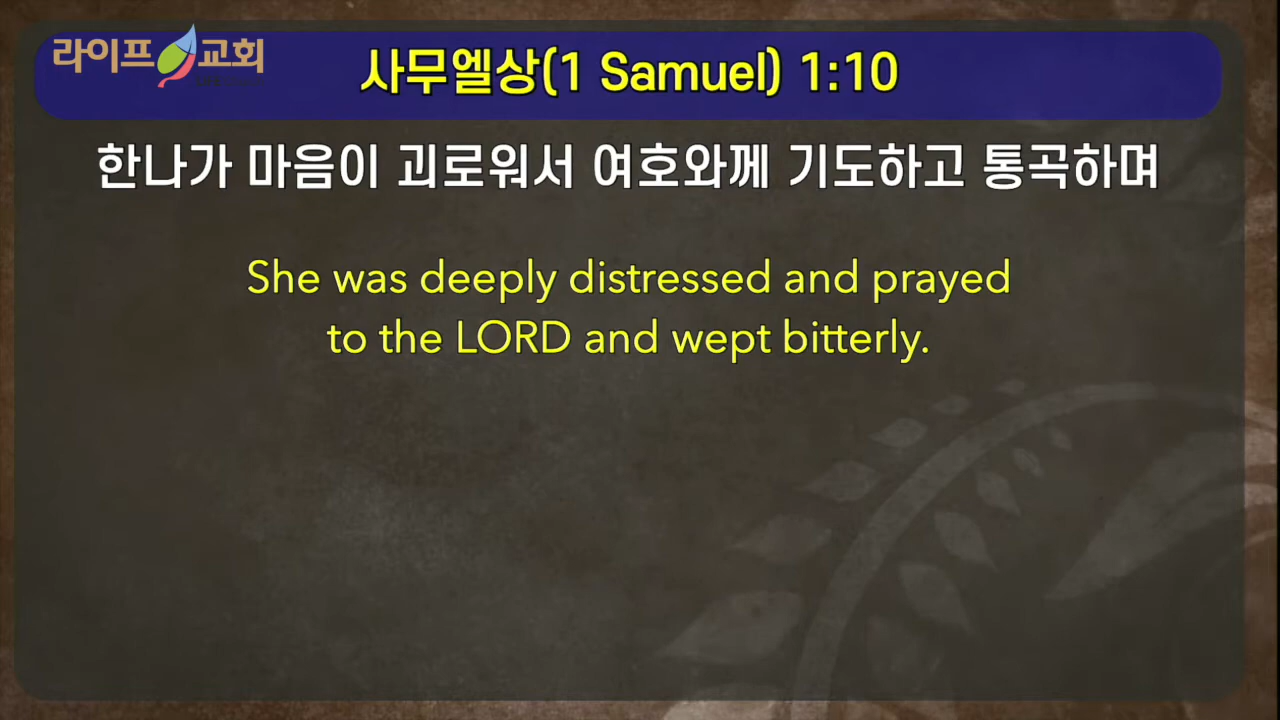 라이프 교회
사무엘상(1 Samuel) 1:10
한나가 마음이 괴로워서 여호와께 기도하고 통곡하며
She was deeply distressed and prayed
to the LORD and wept bitterly.